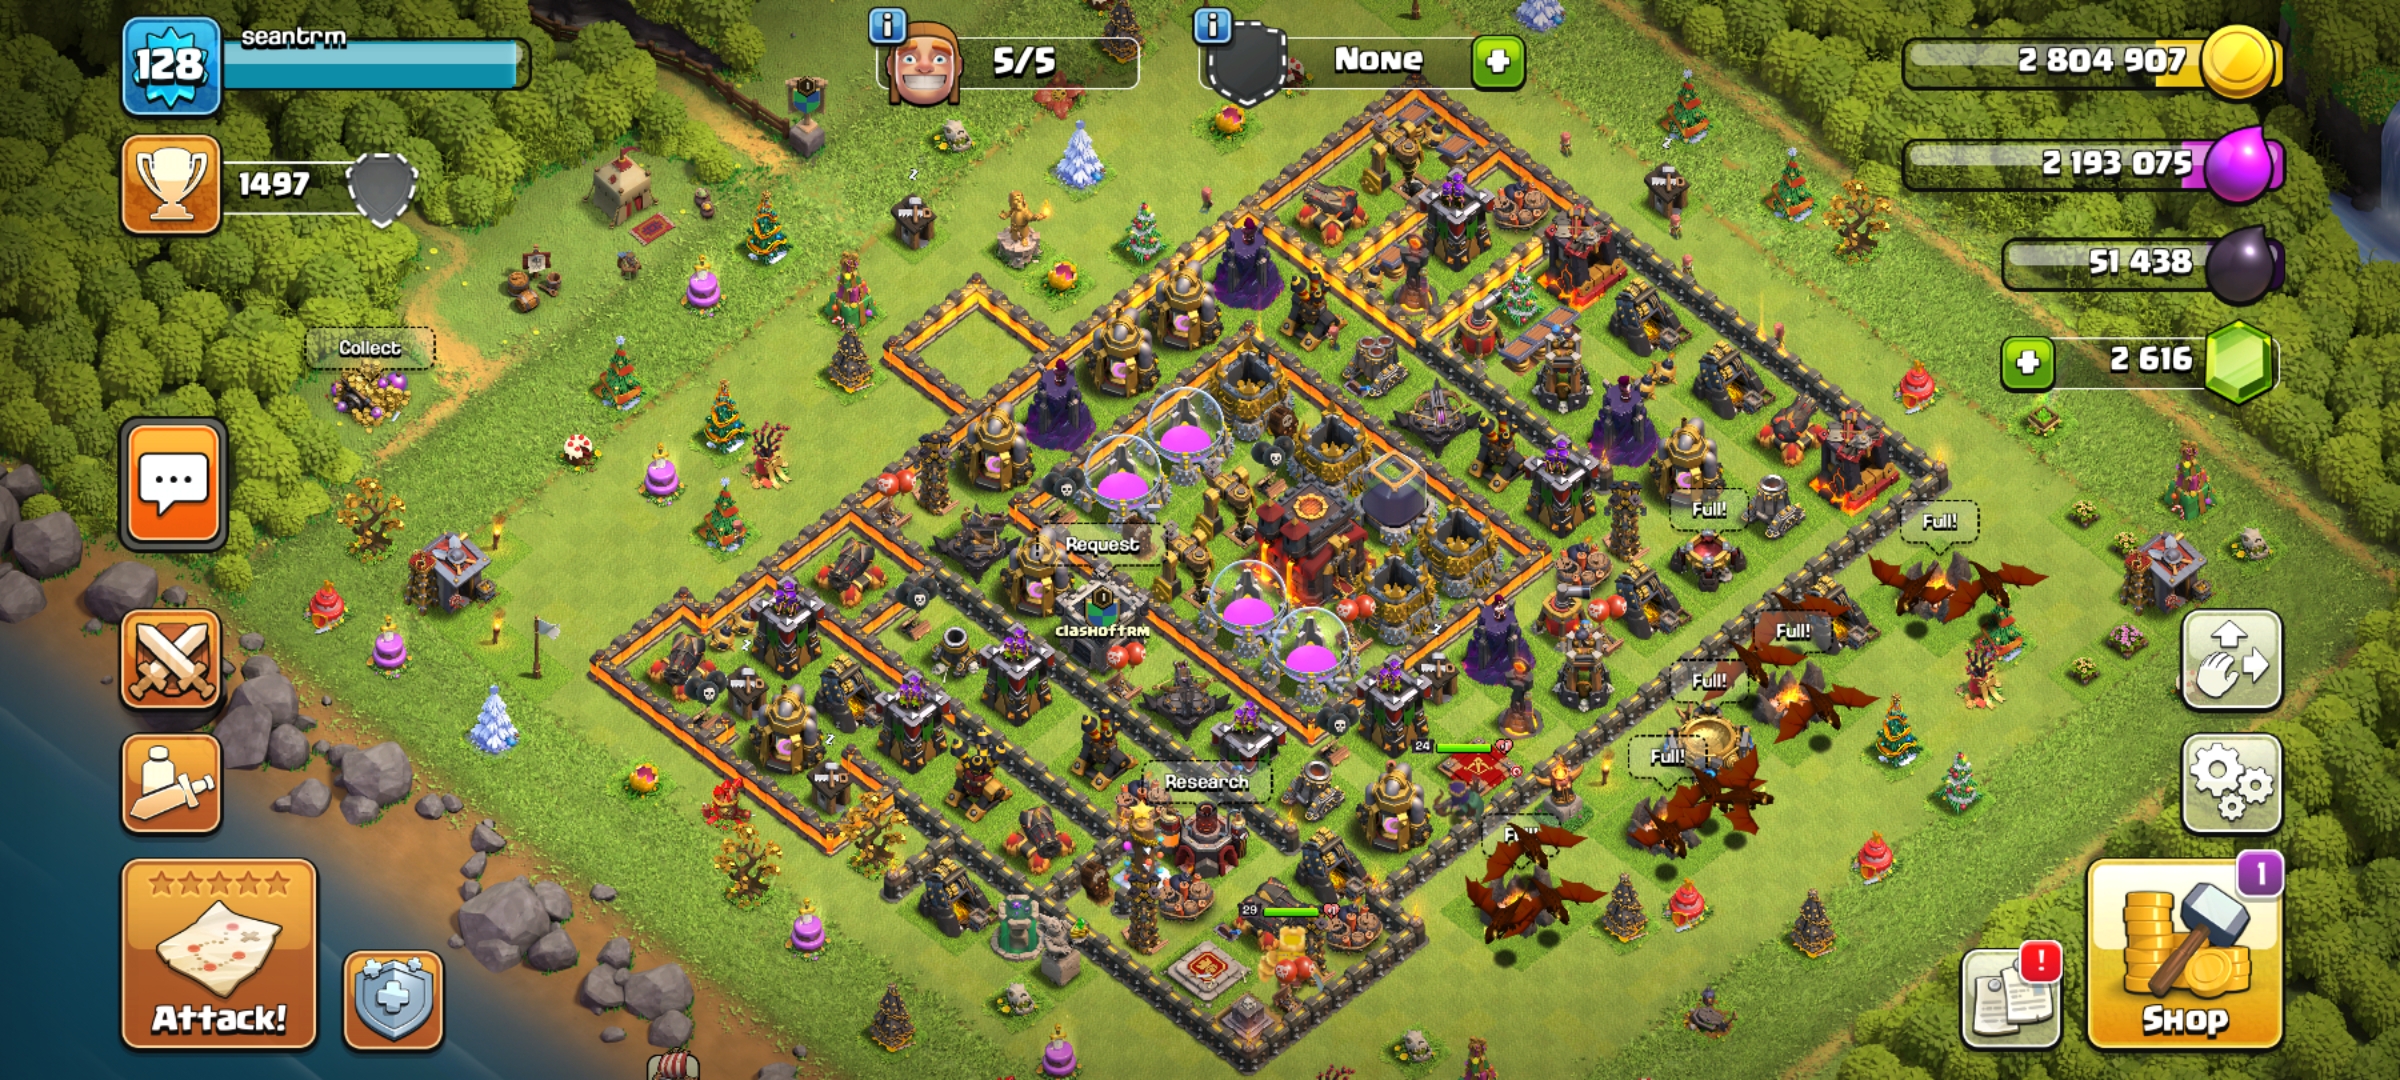 128
seantrm
5/5
None
2 804 907
1497
2 193 075
51 438
Collect
2 616
Full!
Full!
Request
clashoftrm
Full!
Full!
24
Full!
Research
Full!
29
1
Attack!
Shop